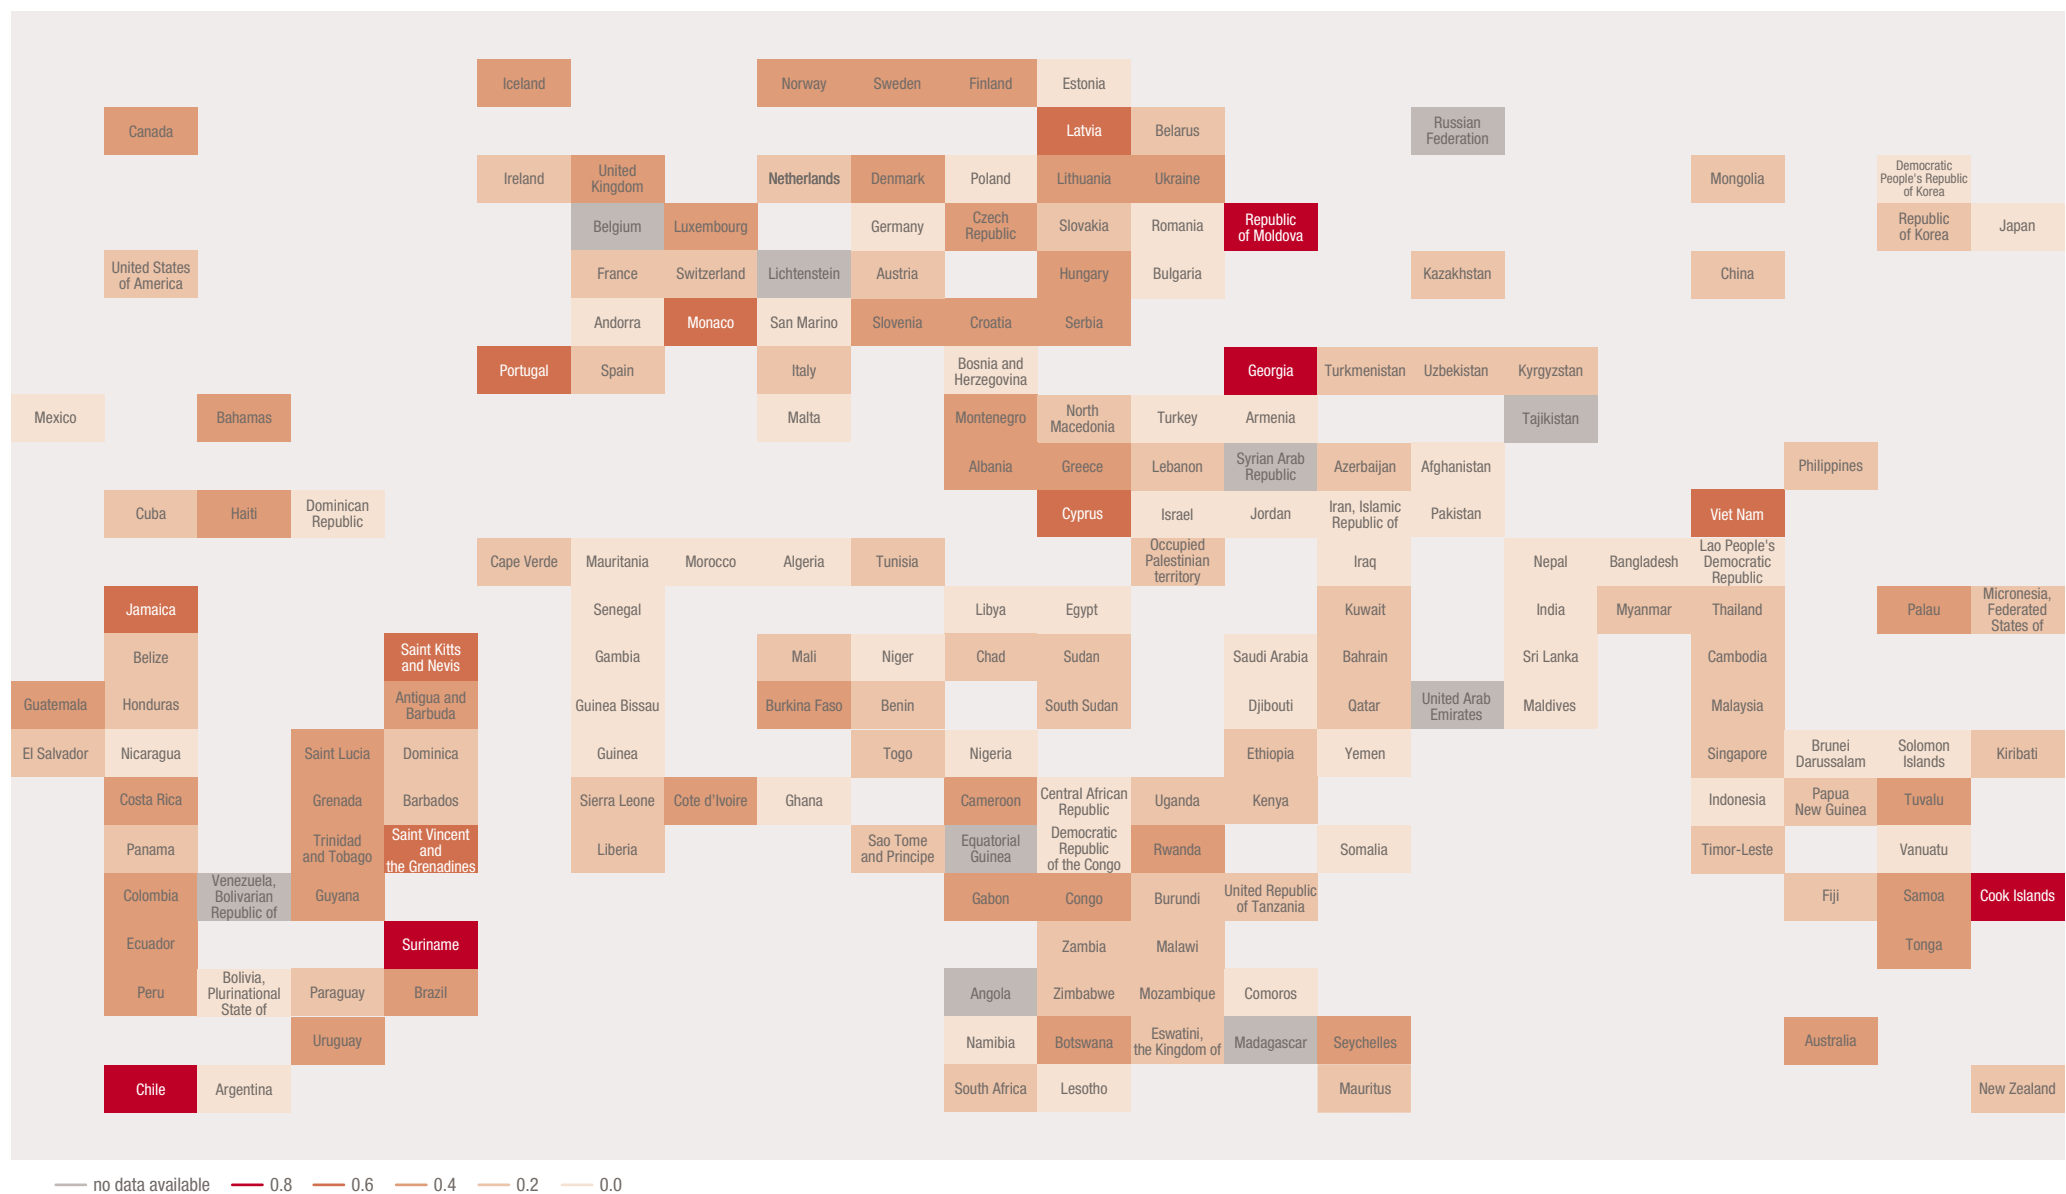 Iceland
Norway
Sweden
Finland
Estonia
Canada
Latvia
Belarus
Russian
Federation
Ireland
United
Kingdom
Netherlands
Denmark
Poland
Lithuania
Ukraine
Mongolia
Democratic
People's Republic
of Korea
Belgium
Luxembourg
Germany
Czech
Republic
Slovakia
Romania
Republic
of Moldova
Republic
of Korea
Japan
United States
of America
France
Switzerland
Lichtenstein
Austria
Hungary
Bulgaria
Kazakhstan
China
Andorra
Monaco
San Marino
Slovenia
Croatia
Serbia
Portugal
Spain
Italy
Bosnia and
Herzegovina
Georgia
Turkmenistan
Uzbekistan
Kyrgyzstan
Mexico
Bahamas
Malta
Montenegro
North
Macedonia
Turkey
Armenia
Tajikistan
Albania
Greece
Lebanon
Syrian Arab
Republic
Azerbaijan
Afghanistan
Philippines
Cuba
Haiti
Dominican
Republic
Cyprus
Israel
Jordan
Iran, Islamic
Republic of
Pakistan
Viet Nam
Cape Verde
Mauritania
Morocco
Algeria
Tunisia
Occupied
Palestinian
territory
Iraq
Nepal
Bangladesh
Lao People's
Democratic
Republic
Jamaica
Senegal
Libya
Egypt
Kuwait
India
Myanmar
Thailand
Palau
Micronesia,
Federated
States of
Belize
Saint Kitts
and Nevis
Gambia
Mali
Niger
Chad
Sudan
Saudi Arabia
Bahrain
Sri Lanka
Cambodia
Guatemala
Honduras
Antigua and
Barbuda
Guinea Bissau
Burkina Faso
Benin
South Sudan
Djibouti
Qatar
United Arab
Emirates
Maldives
Malaysia
El Salvador
Nicaragua
Saint Lucia
Dominica
Guinea
Togo
Nigeria
Ethiopia
Yemen
Singapore
Brunei
Darussalam
Solomon
Islands
Kiribati
Costa Rica
Grenada
Barbados
Sierra Leone
Cote d'Ivoire
Ghana
Cameroon
Central African
Republic
Uganda
Kenya
Indonesia
Papua
New Guinea
Tuvalu
Panama
Trinidad
and Tobago
Saint Vincent
and
the Grenadines
Liberia
Sao Tome
and Principe
Equatorial
Guinea
Democratic
Republic
of the Congo
Rwanda
Somalia
Timor-Leste
Vanuatu
Colombia
Venezuela,
Bolivarian
Republic of
Guyana
Gabon
Congo
Burundi
United Republic
of Tanzania
Fiji
Samoa
Cook Islands
Ecuador
Suriname
Zambia
Malawi
Tonga
Peru
Bolivia,
Plurinational
State of
Paraguay
Brazil
Angola
Zimbabwe
Mozambique
Comoros
Uruguay
Namibia
Botswana
Eswatini,
the Kingdom of
Madagascar
Seychelles
Australia
Chile
Argentina
South Africa
Lesotho
Mauritus
New Zealand
no data available 0.8 0.6 0.4 0.2 0.0